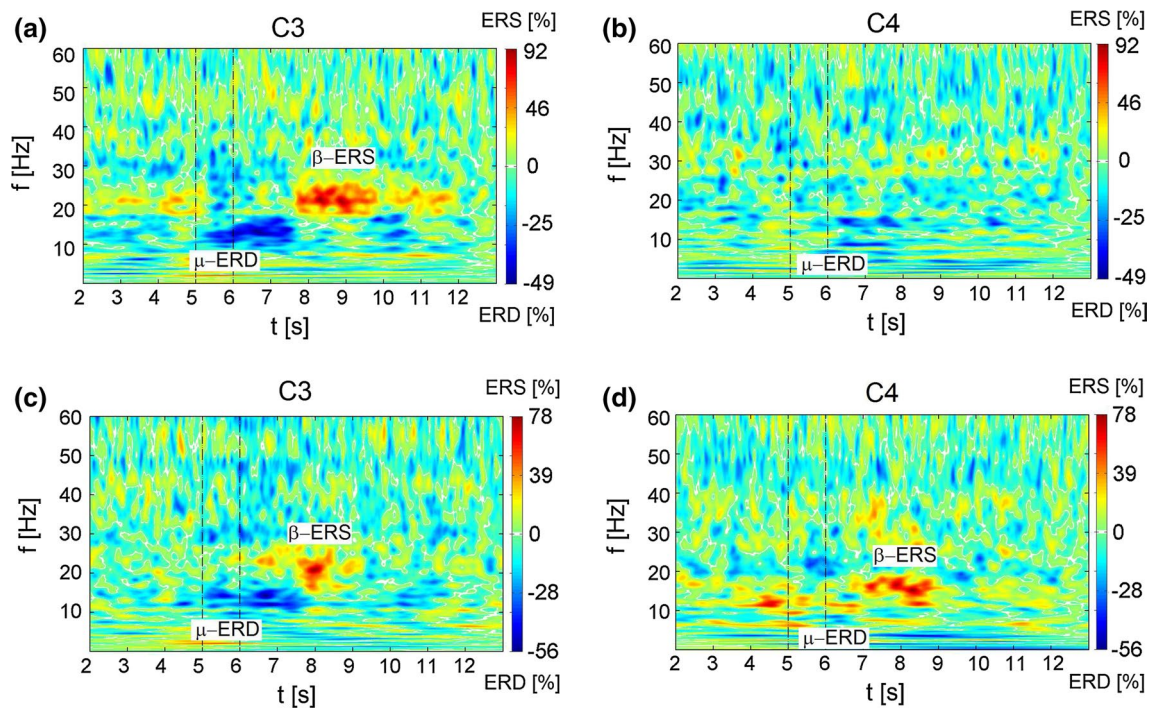 (a)
C3
ERS [%]
60
50
40
30
20
10
f [Hz]
β–ERS
μ–ERD
2 3 4 5 6 7 8 9 10 11 12
t [s]
92
46
0
-25
-49
ERD [%]
(b)
C4
ERS [%]
60
50
40
30
20
10
f [Hz]
μ–ERD
2 3 4 5 6 7 8 9 10 11 12
t [s]
92
46
0
-25
-49
ERD [%]
(c)
C3
ERS [%]
60
50
40
30
20
10
f [Hz]
β–ERS
μ–ERD
2 3 4 5 6 7 8 9 10 11 12
t [s]
78
39
0
-28
-56
ERD [%]
(d)
C4
ERS [%]
60
50
40
30
20
10
f [Hz]
β–ERS
μ–ERD
2 3 4 5 6 7 8 9 10 11 12
t [s]
78
39
0
-28
-56
ERD [%]